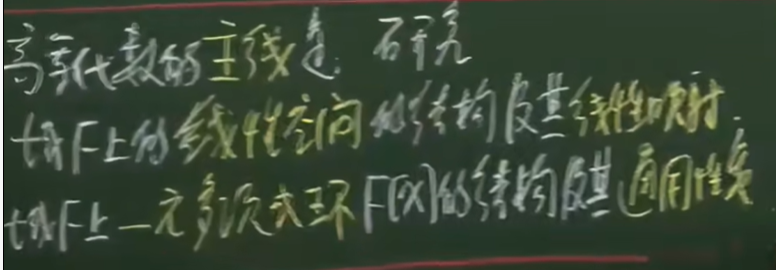 高等代数的主线是: 研究
域F上的线性空间的结构及其线性映射.
域F上一元多项式环F[x]的结构及其通用性质